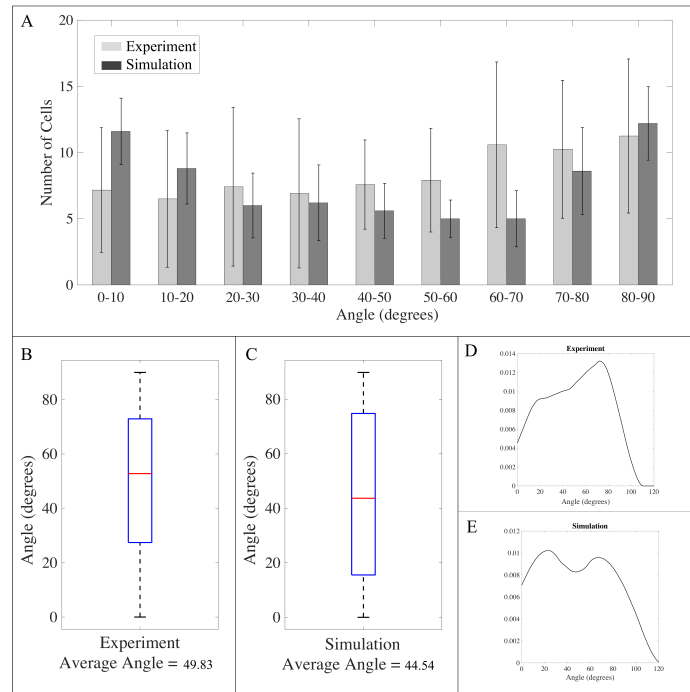 A
20
15
10
5
0
Number of Cells
Experiment
Simulation
0-10 10-20 20-30 30-40 40-50 50-60 60-70 70-80 80-90
Angle (degrees)
B
80
60
40
20
0
Angle (degrees)
Experiment
Average Angle = 49.83
C
80
60
40
20
0
Angle (degrees)
Simulation
Average Angle = 44.54
D
Experiment
0.014
0.012
0.01
0.008
0.006
0.004
0.002
0
0 20 40 60 80 100 120
Angle (degrees)
E
Simulation
0.012
0.01
0.008
0.006
0.004
0.002
0
0 20 40 60 80 100 120
Angle (degrees)